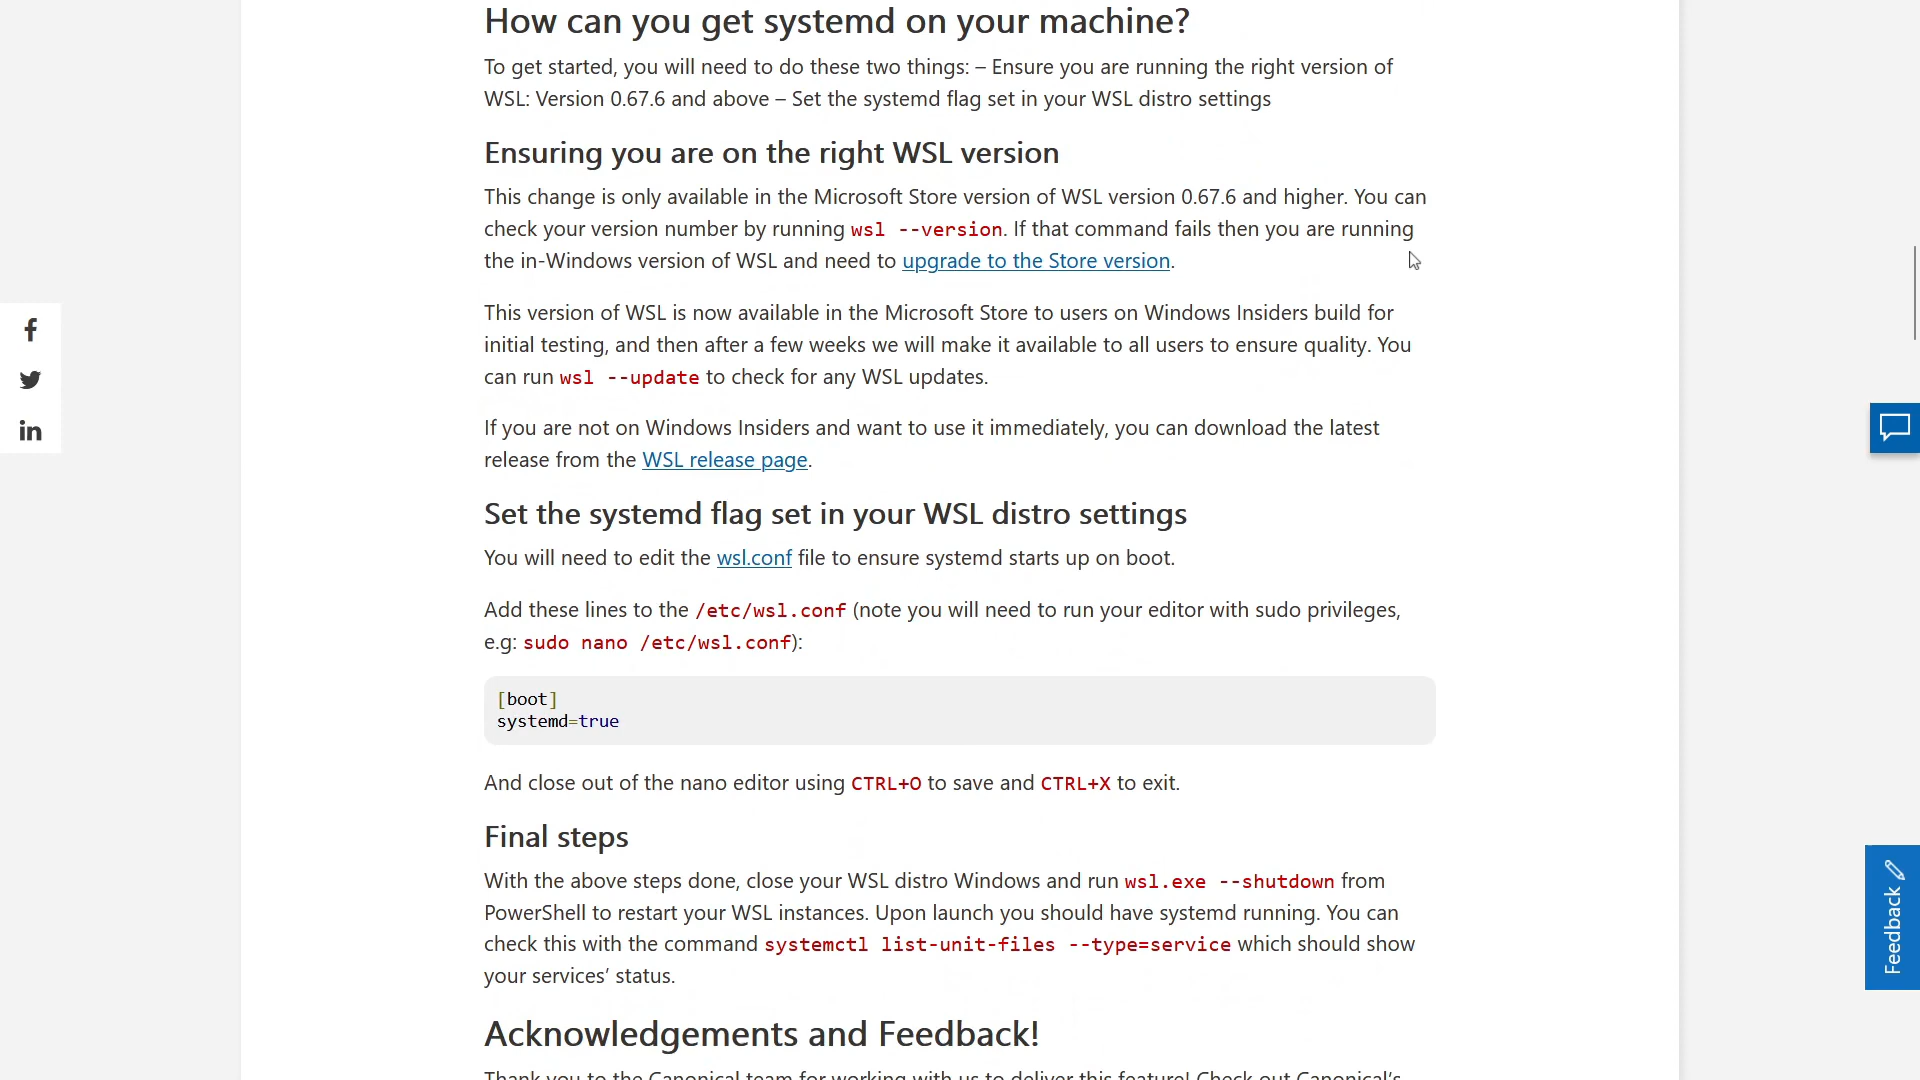 How can you get systemd on your machine?
To get started, you will need to do these two things: – Ensure you are running the right version of
WSL: Version 0.67.6 and above – Set the systemd flag set in your WSL distro settings
Ensuring you are on the right WSL version
This change is only available in the Microsoft Store version of WSL version 0.67.6 and higher. You can
check your version number by running wsl --version. If that command fails then you are running
the in-Windows version of WSL and need to upgrade to the Store version.
This version of WSL is now available in the Microsoft Store to users on Windows Insiders build for
initial testing, and then after a few weeks we will make it available to all users to ensure quality. You
can run wsl --update to check for any WSL updates.
If you are not on Windows Insiders and want to use it immediately, you can download the latest
release from the WSL release page.
Set the systemd flag set in your WSL distro settings
You will need to edit the wsl.conf file to ensure systemd starts up on boot.
Add these lines to the /etc/wsl.conf (note you will need to run your editor with sudo privileges,
e.g: sudo nano /etc/wsl.conf):
[boot]
systemd=true
And close out of the nano editor using CTRL+O to save and CTRL+X to exit.
Final steps
With the above steps done, close your WSL distro Windows and run wsl.exe --shutdown from
PowerShell to restart your WSL instances. Upon launch you should have systemd running. You can
check this with the command systemctl list-unit-files --type=service which should show
your services’ status.
Acknowledgements and Feedback!
Thank you to the Canonical team for working with us to deliver this feature! Check out Canonical’s
Feedback